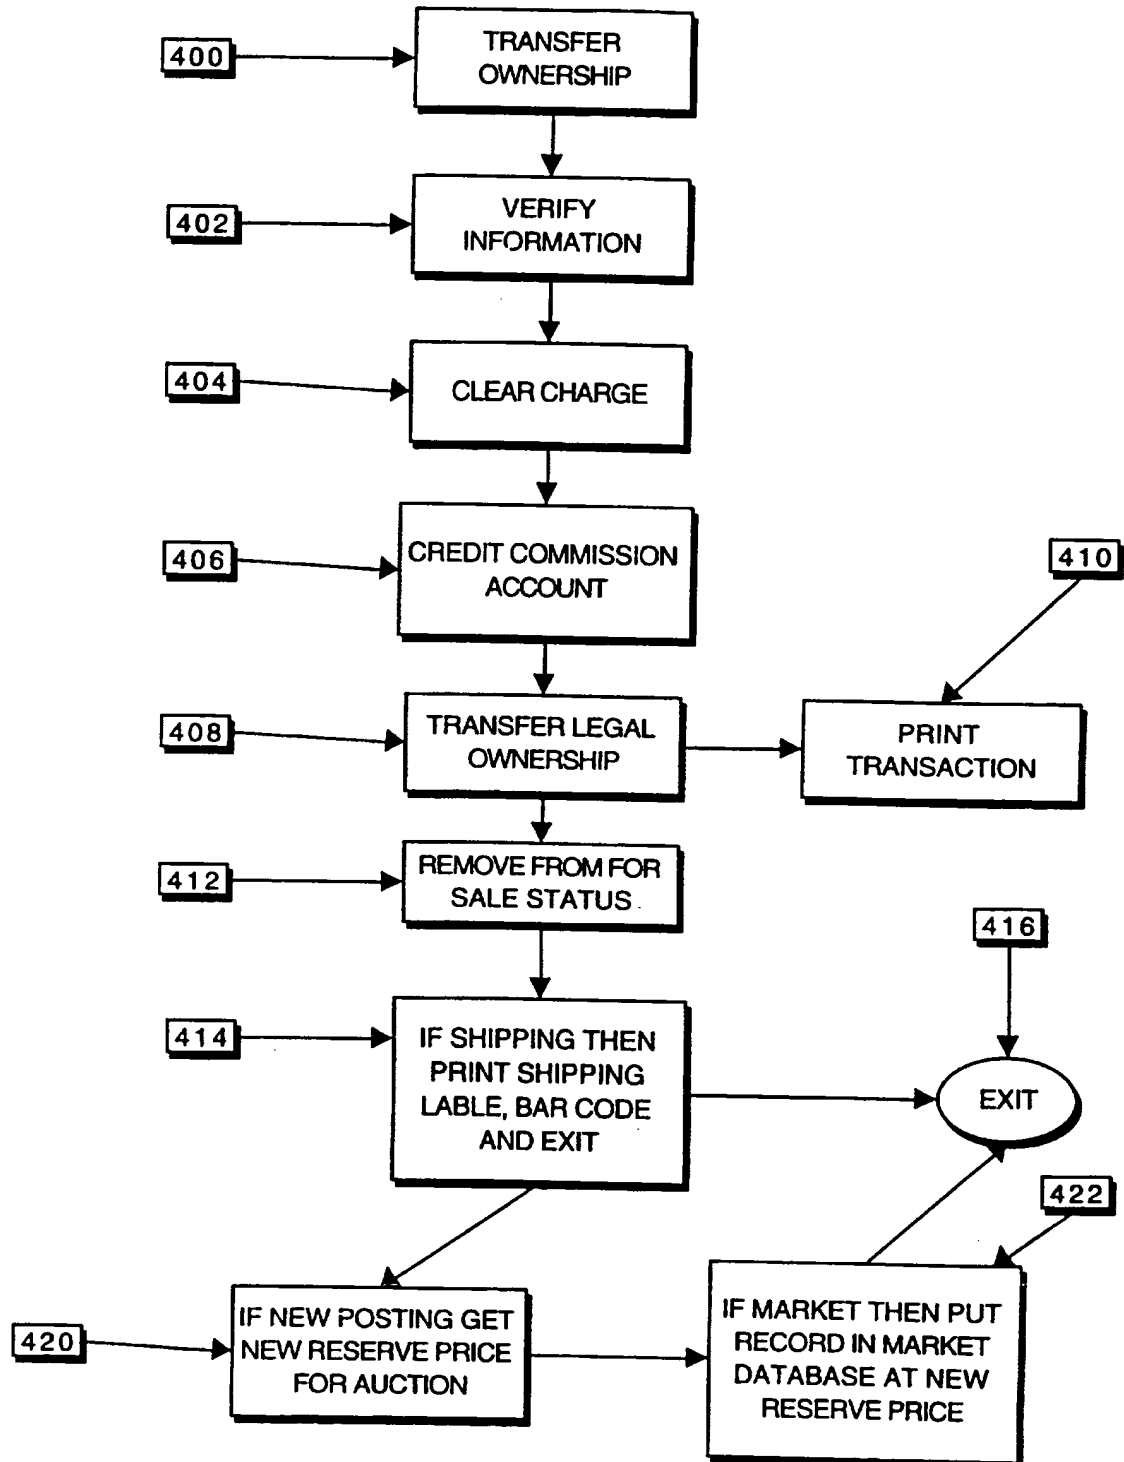 400
TRANSFER
OWNERSHIP
402
VERIFY
INFORMATION
404
CLEAR CHARGE
406
CREDIT COMMISSION
ACCOUNT
410
408
TRANSFER LEGAL
OWNERSHIP
PRINT
TRANSACTION
412
REMOVE FROM FOR
SALE STATUS
416
414
IF SHIPPING THEN
PRINT SHIPPING
LABLE, BAR CODE
AND EXIT
EXIT
422
420
IF NEW POSTING GET
NEW RESERVE PRICE
FOR AUCTION
IF MARKET THEN PUT
RECORD IN MARKET
DATABASE AT NEW
RESERVE PRICE